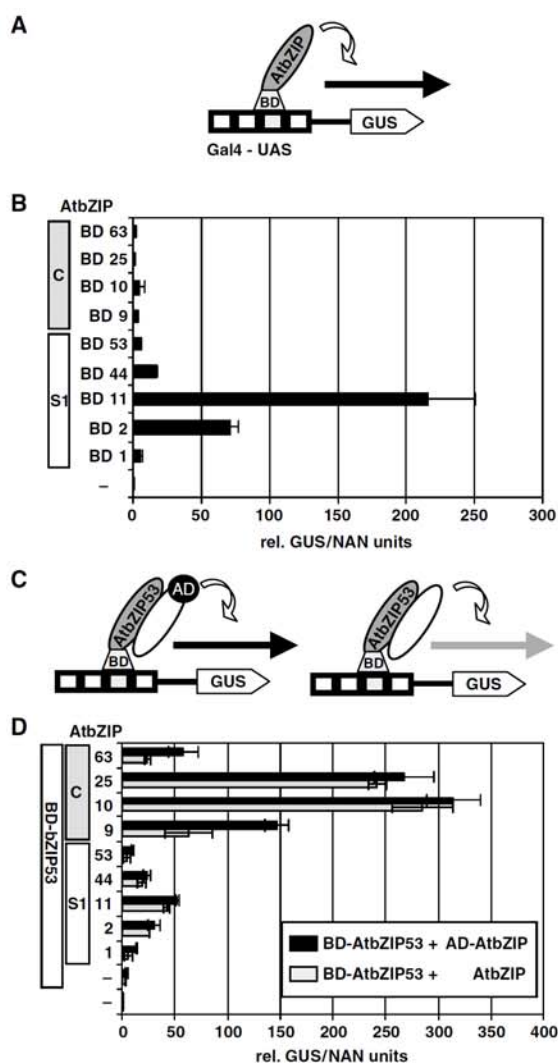 A
AtbZIP
BD
GUS
Gal4 - UAS
B
AtbZIP
C
S1
BD 63
BD 25
BD 10
BD 9
BD 53
BD 44
BD 11
BD 2
BD 1
–
0 50 100 150 200 250 300
rel. GUS/NAN units
C
AtbZIP53
AD
BD
GUS
AtbZIP53
BD
GUS
D
AtbZIP
BD-bZIP53
C
S1
63
25
10
9
53
44
11
2
1
–
–
BD-AtbZIP53 + AD-AtbZIP
BD-AtbZIP53 + AtbZIP
0 50 100 150 200 250 300 350 400
rel. GUS/NAN units